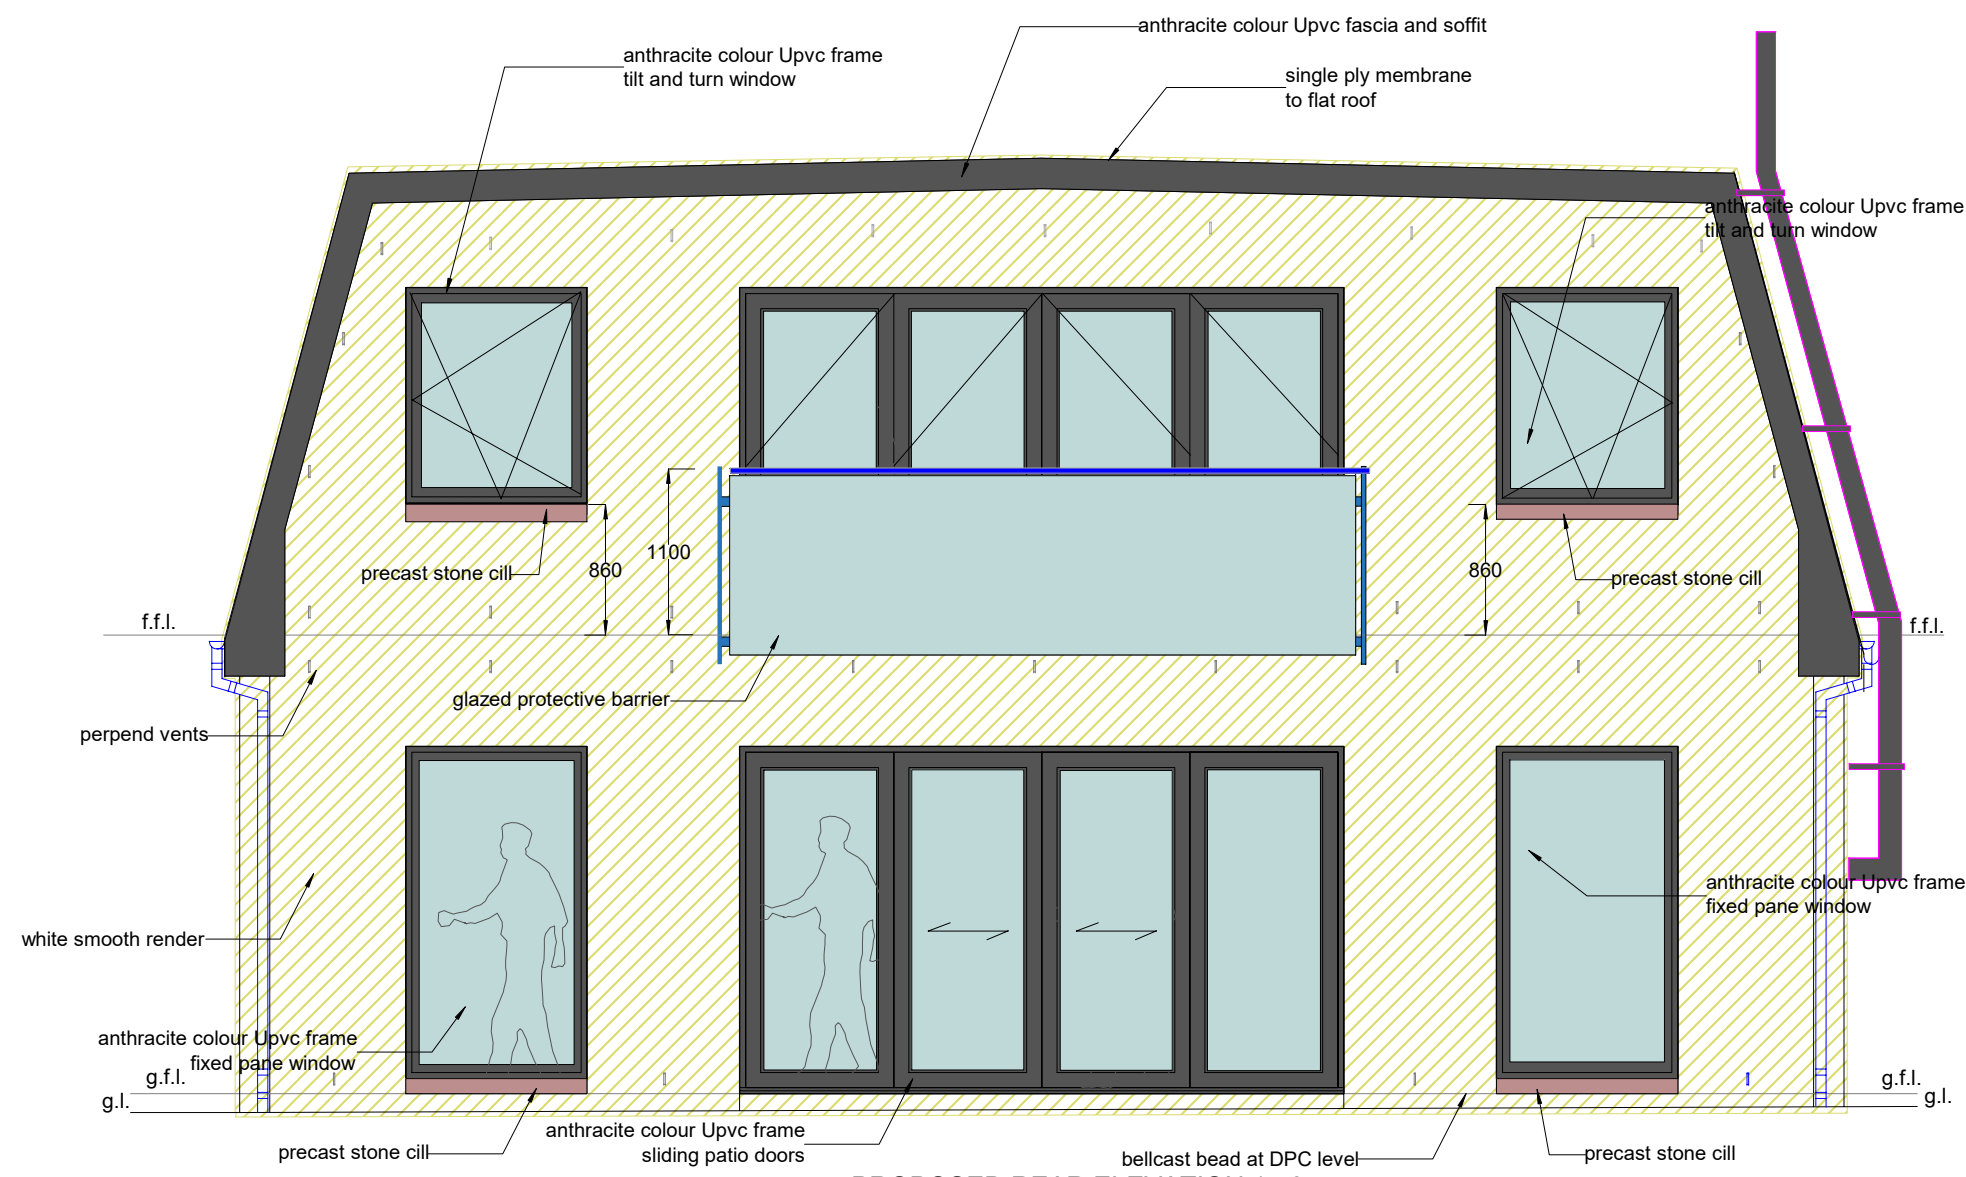 anthracite colour Upvc fascia and soffit
anthracite colour Upvc frame
tilt and turn window
single ply membrane
to flat roof
anthracite colour Upvc frame
tilt and turn window
1100
860
860
precast stone cill
precast stone cill
f.f.l.
f.f.l.
glazed protective barrier
perpend vents
anthracite colour Upvc frame
fixed pane window
white smooth render
anthracite colour Upvc frame
fixed pane window
g.f.l.
g.l.
g.f.l.
g.l.
anthracite colour Upvc frame
sliding patio doors
precast stone cill
bellcast bead at DPC level
precast stone cill
PROPOSED REAR ELEVATION